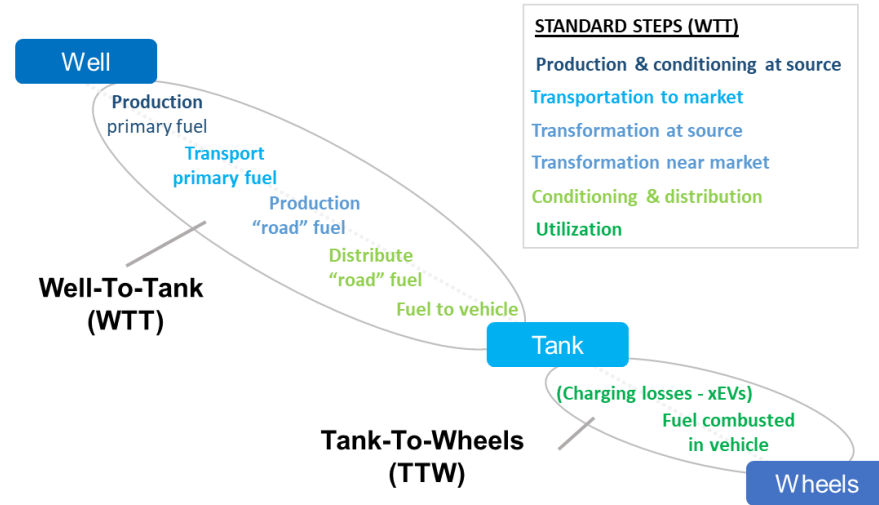 Well
Production
primary fuel
Transport
primary fuel
Production
“road” fuel
Distribute
“road” fuel
Fuel to vehicle
Well-To-Tank
(WTT)
Tank
(Charging losses - xEVs)
Fuel combusted
in vehicle
Tank-To-Wheels
(TTW)
Wheels
STANDARD STEPS (WTT)
Production & conditioning at source
Transportation to market
Transformation at source
Transformation near market
Conditioning & distribution
Utilization